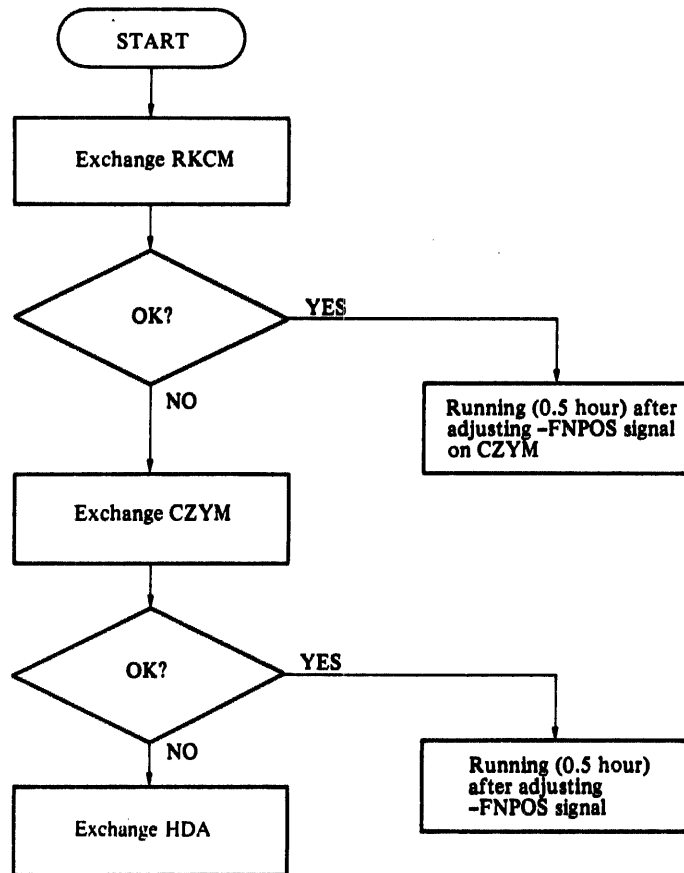 START
Exchange RKCM
OK?
YES
NO
Running (0.5 hour) after
adjusting –FNPOS signal
on CZYM
Exchange CZYM
OK?
YES
NO
Running (0.5 hour)
after adjusting
–FNPOS signal
Exchange HDA